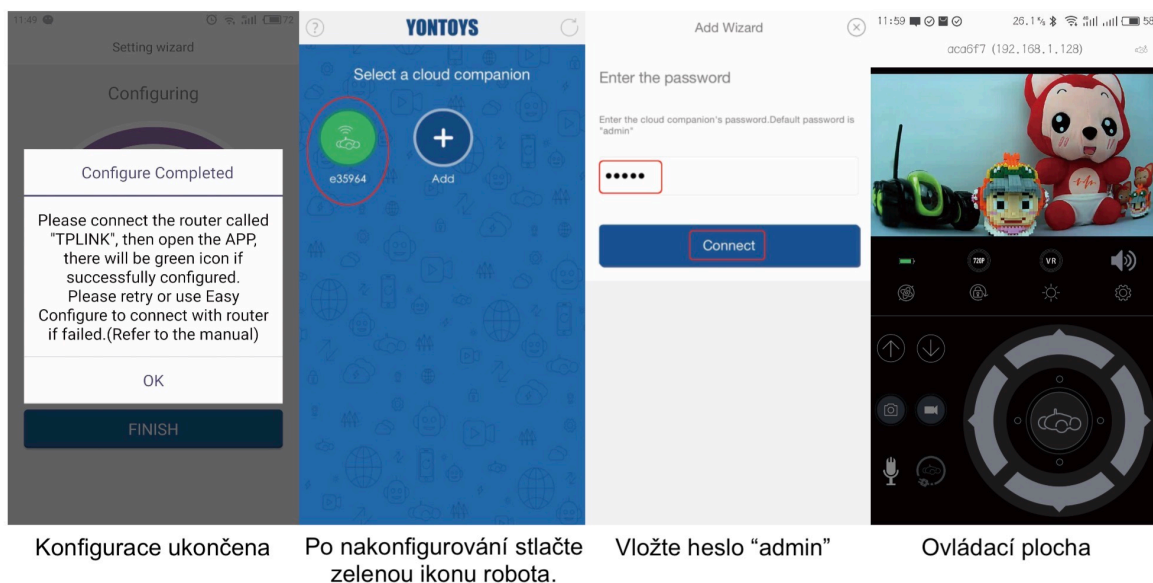 11:49
72
Setting wizard
Configuring
Configure Completed
Please connect the router called
"TPLINK", then open the APP,
there will be green icon if
successfully configured.
Please retry or use Easy
Configure to connect with router
if failed.(Refer to the manual)
OK
FINISH
Konfigurace ukončena
?
YONTOYS
Select a cloud companion
e35964
Add
Po nakonfigurování stlačte
zelenou ikonu robota.
Add Wizard
Enter the password
Enter the cloud companion's password.Default password is
"admin"
Connect
Vložte heslo “admin”
11:59
26.1
58
aca6f7 (192.168.1.128)
720P
VR
Ovládací plocha